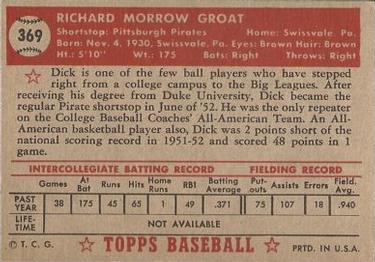 369
RICHARD MORROW GROAT
Shortstop: Pittsburgh Pirates Home: Swissvale, Pa.
Born: Nov. 4, 1930, Swissvale, Pa. Eyes: Brown Hair: Brown
Ht.: 5'10" Wt.: 175 Bats: Right Throws: Right
Dick is one of the few ball players who have stepped
right from a college campus to the Big Leagues. After
receiving his degree from Duke University, Dick became the
regular Pirate shortstop in June of '52. He was the only repeater
on the College Baseball Coaches' All-American Team. An All-
American basketball player also, Dick was 2 points short of the
national scoring record in 1951-52 and scored 48 points in 1
game.
INTERCOLLEGIATE BATTING RECORD FIELDING RECORD
Games At Bat Runs Hits Home Runs RBI Batting Average Put-outs Assists Errors Field. Avg.
PAST YEAR 38 175 45 65 1 49 .371 75 107 18 .940
LIFE-TIME NOT AVAILABLE
© T. C. G. TOPPS BASEBALL PRTD. IN U.S.A.